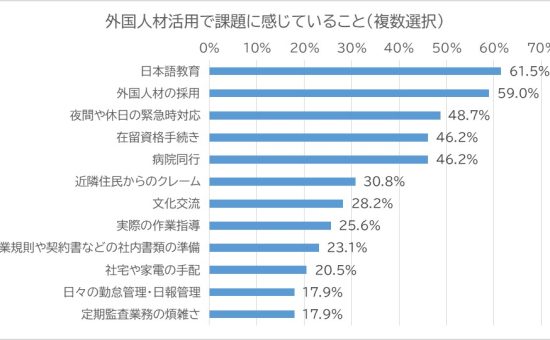 外国人材活用で課題に感じていること（複数選択）
0% 10% 20% 30% 40% 50% 60% 70%
日本語教育 61.5%
外国人材の採用 59.0%
夜間や休日の緊急時対応 48.7%
在留資格手続き 46.2%
病院同行 46.2%
近隣住民からのクレーム 30.8%
文化交流 28.2%
実際の作業指導 25.6%
業規則や契約書などの社内書類の準備 23.1%
社宅や家電の手配 20.5%
日々の勤怠管理・日報管理 17.9%
定期監査業務の煩雑さ 17.9%